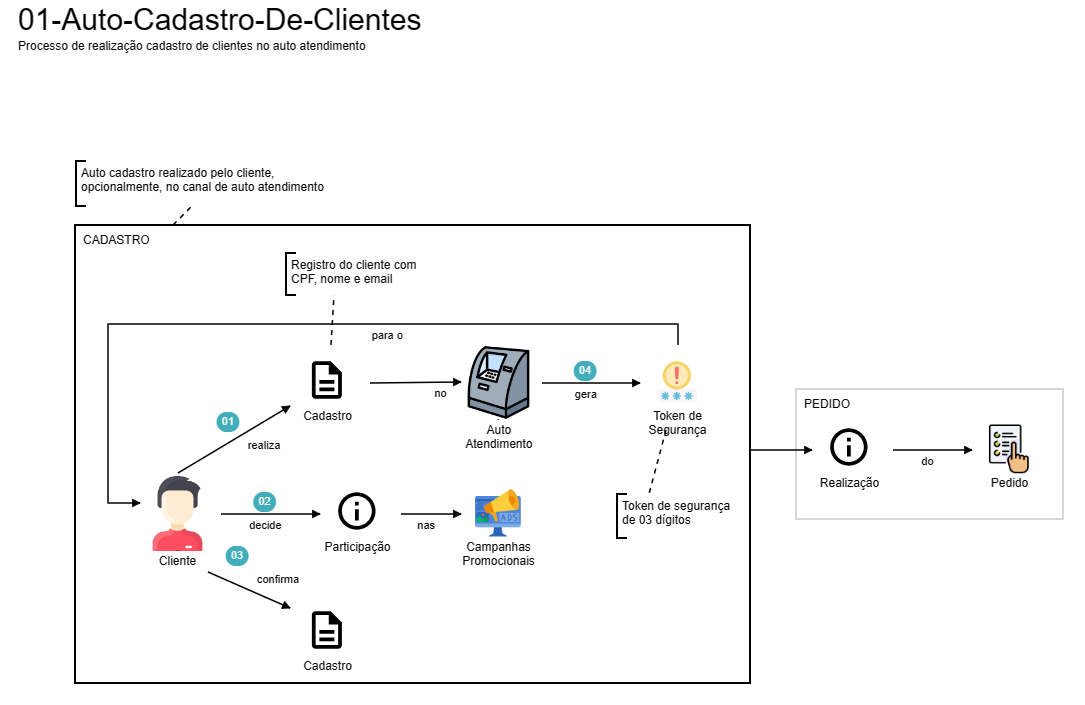 01-Auto-Cadastro-De-Clientes
Processo de realização cadastro de clientes no auto atendimento
Auto cadastro realizado pelo cliente,
opcionalmente, no canal de auto atendimento
CADASTRO
Registro do cliente com
CPF, nome e email
para o
01
realiza
Cadastro
no
Auto
Atendimento
04
gera
Token de
Segurança
Cliente
02
decide
Participação
nas
ADS
Campanhas
Promocionais
Token de segurança
de 03 dígitos
03
confirma
Cadastro
PEDIDO
Realização
do
Pedido